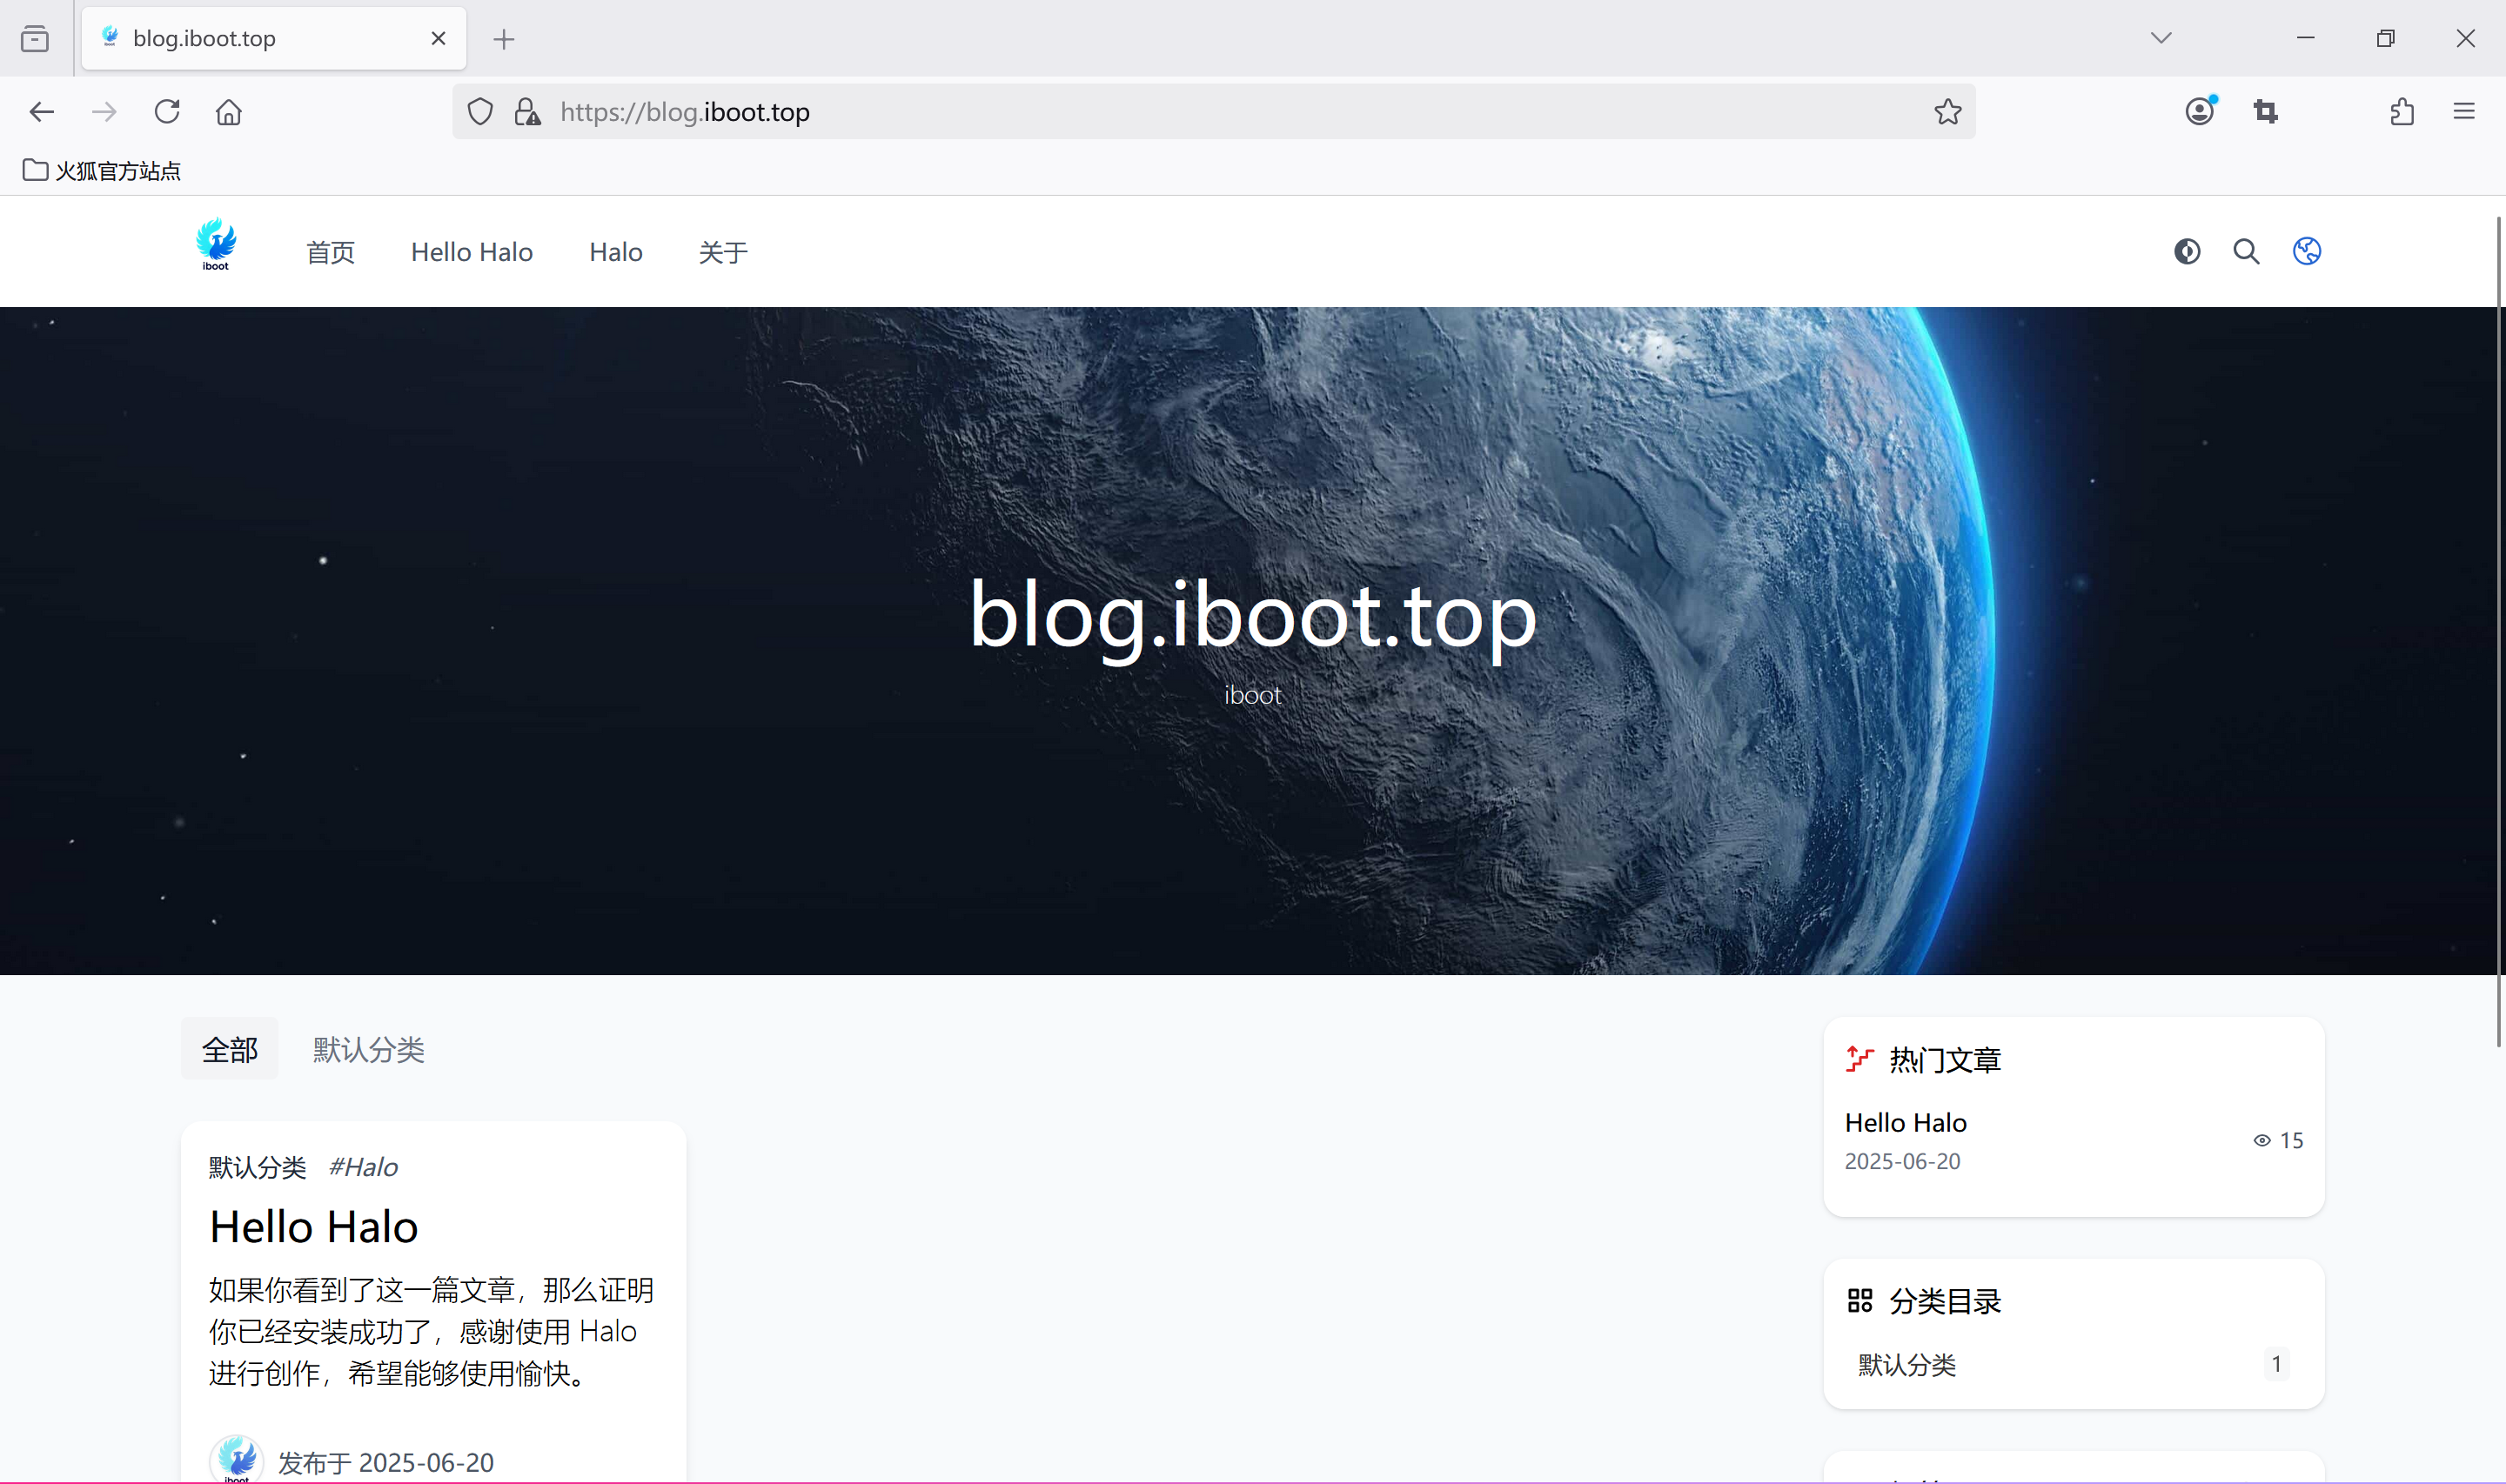 blog.iboot.top
https://blog.iboot.top
火狐官方站点
iboot
首页
Hello Halo
Halo
关于
blog.iboot.top
iboot
全部
默认分类
默认分类 #Halo
Hello Halo
如果你看到了这一篇文章，那么证明
你已经安装成功了，感谢使用 Halo
进行创作，希望能够使用愉快。
iboot
发布于 2025-06-20
热门文章
Hello Halo
2025-06-20
15
分类目录
默认分类
1